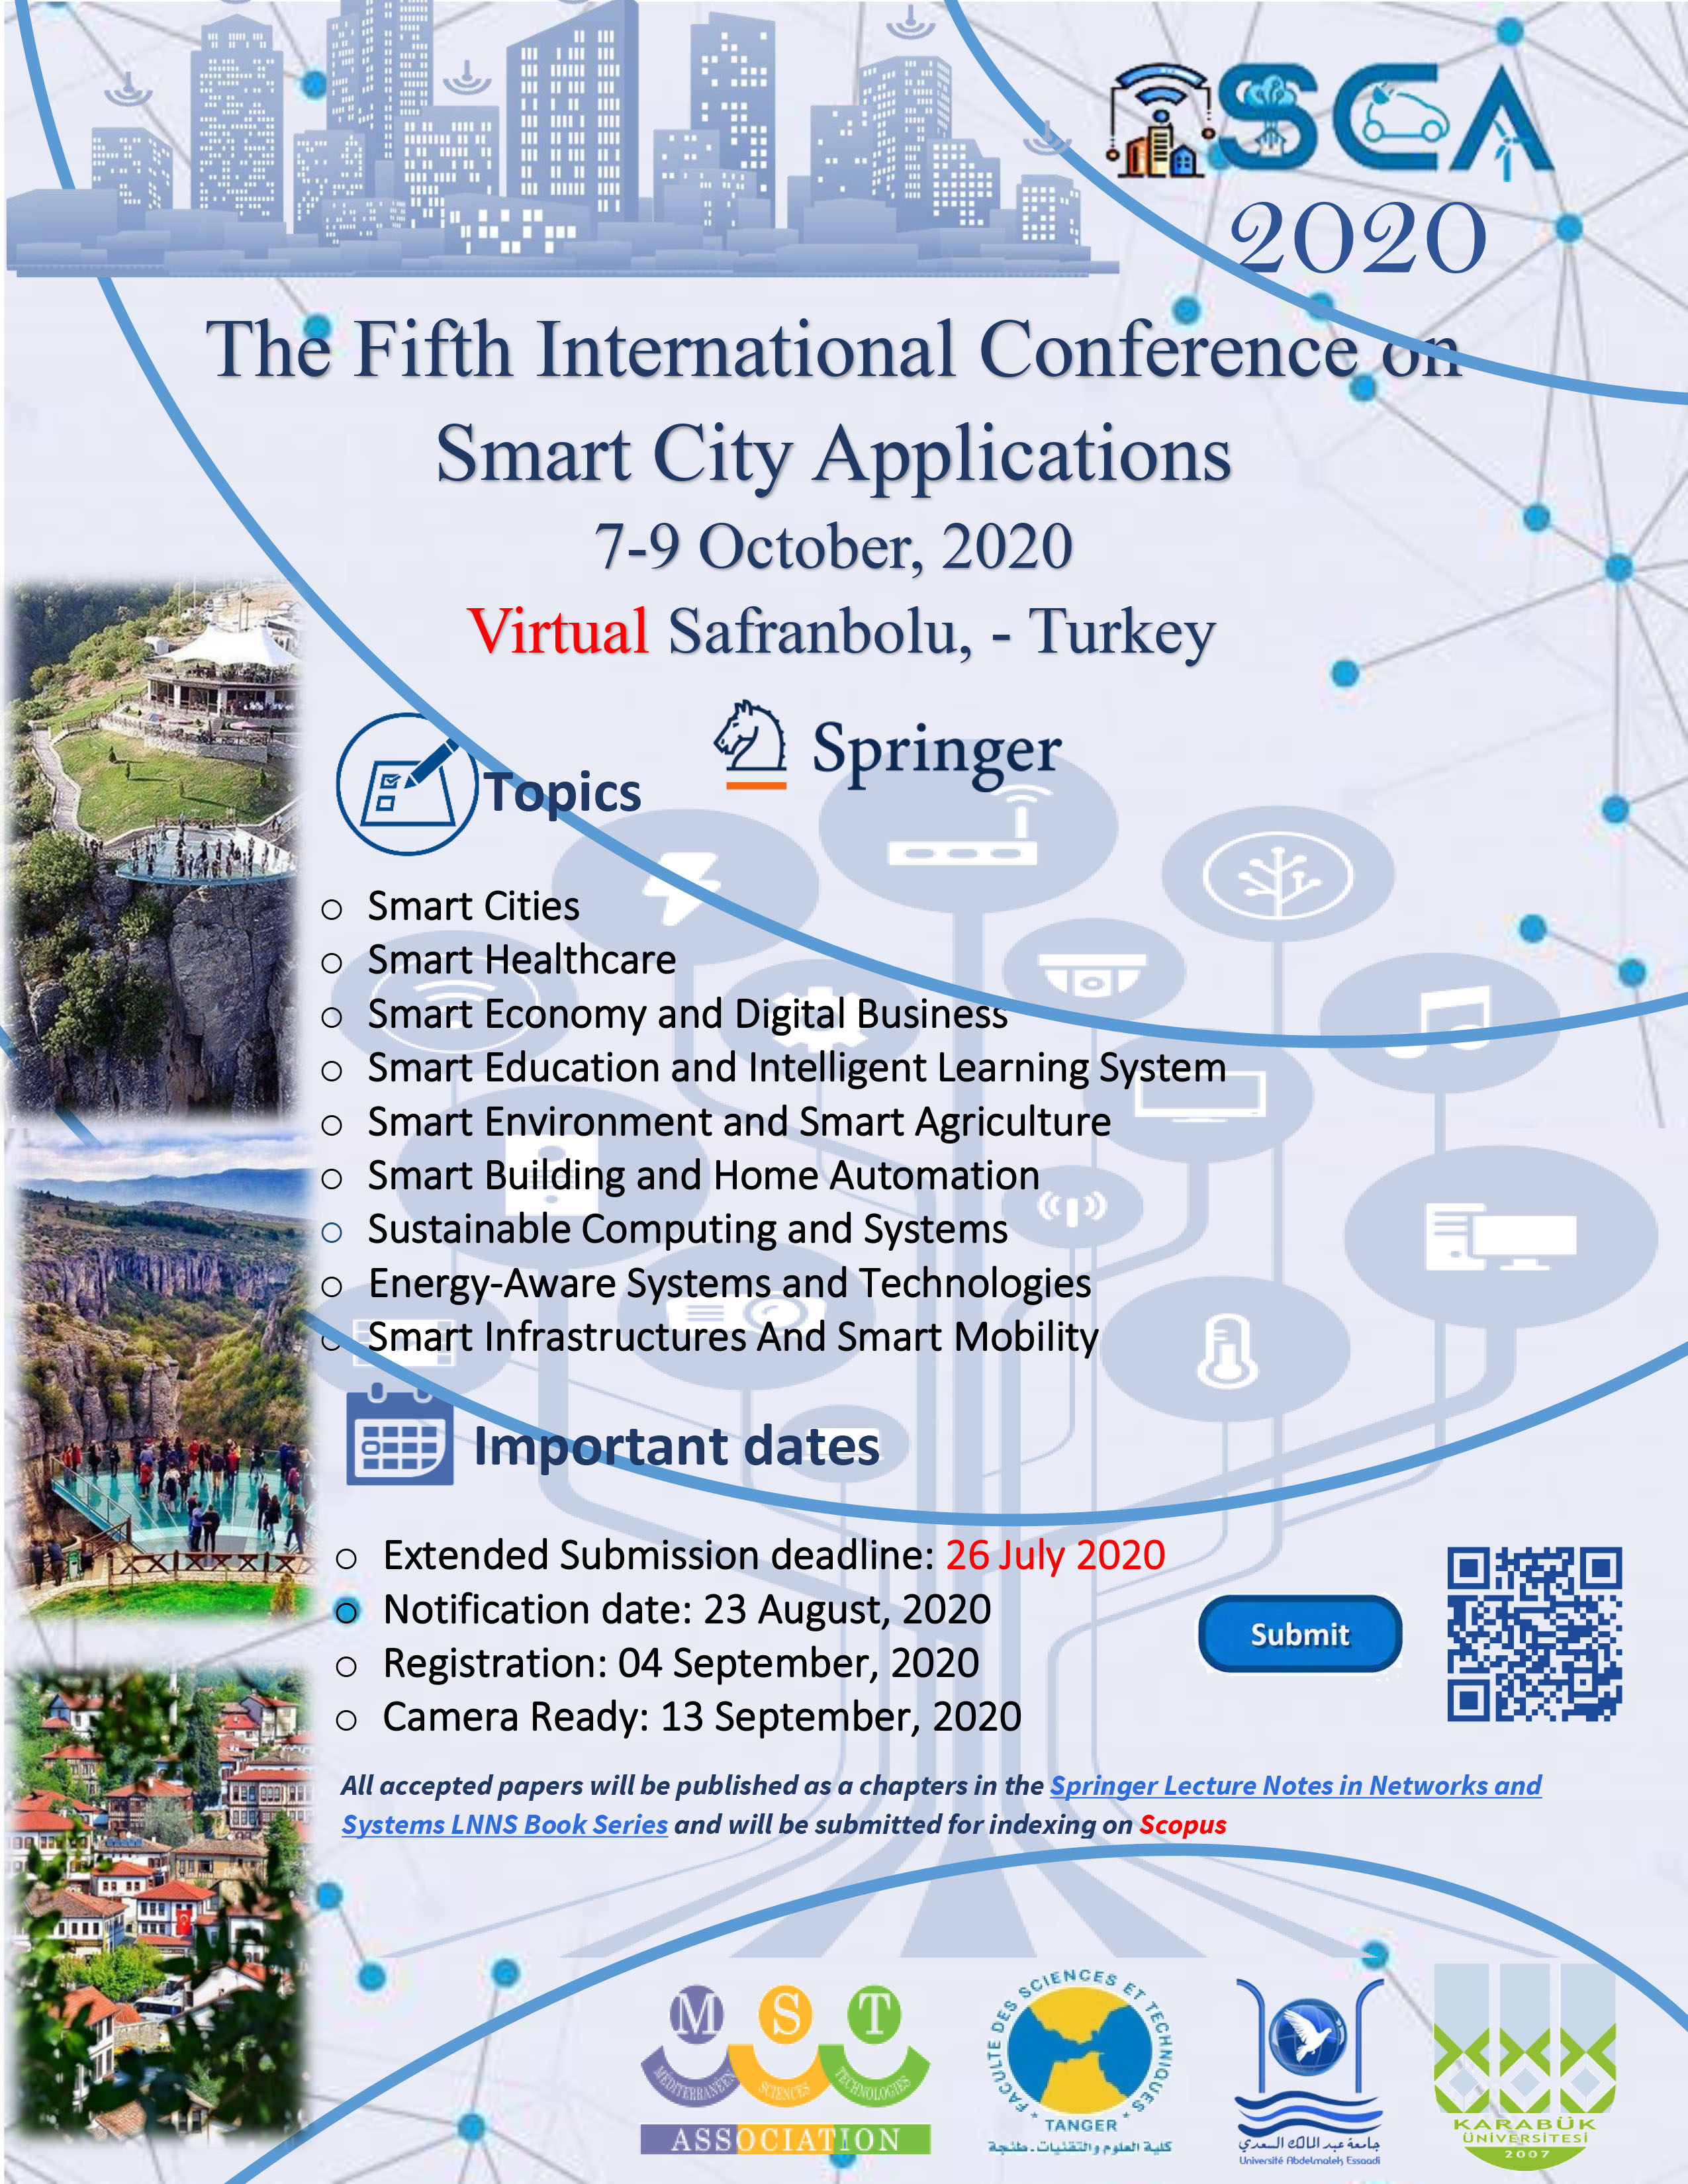 SCA
2020
The Fifth International Conference on
Smart City Applications
7-9 October, 2020
Virtual Safranbolu, - Turkey
Springer
Topics
o Smart Cities
o Smart Healthcare
o Smart Economy and Digital Business
o Smart Education and Intelligent Learning System
o Smart Environment and Smart Agriculture
o Smart Building and Home Automation
o Sustainable Computing and Systems
o Energy-Aware Systems and Technologies
o Smart Infrastructures And Smart Mobility
Important dates
o Extended Submission deadline: 26 July 2020
o Notification date: 23 August, 2020
o Registration: 04 September, 2020
o Camera Ready: 13 September, 2020
Submit
All accepted papers will be published as a chapters in the Springer Lecture Notes in Networks and
Systems LNNS Book Series and will be submitted for indexing on Scopus
M S T
MEDITERRANÉEN SCIENCES TECHNOLOGIES
ASSOCIATION
FACULTE DES SCIENCES ET TECHNIQUES
TANGER
كلية العلوم والتقنيات - طنجة
جامعة عبد المالك السعدي
Université Abdelmalek Essaadi
KARABÜK
ÜNİVERSİTESİ
2007